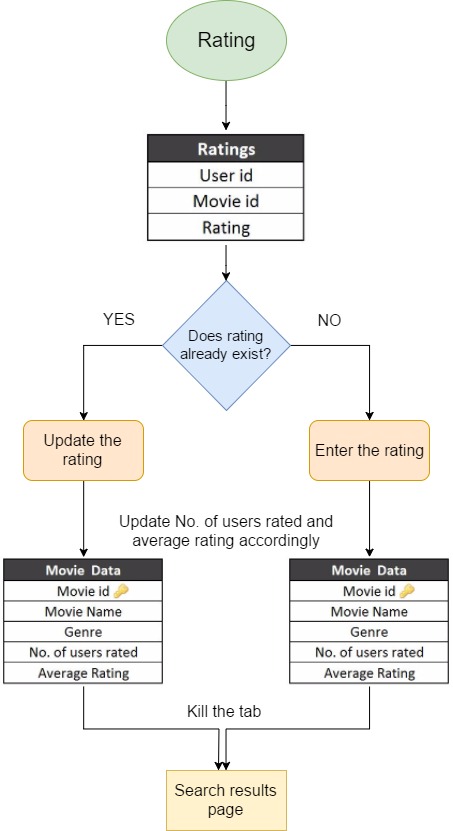 Rating
Ratings
User id
Movie id
Rating
Does rating
already exist?
YES
NO
Update the
rating
Enter the rating
Update No. of users rated and
average rating accordingly
Movie Data
Movie id
Movie Name
Genre
No. of users rated
Average Rating
Movie Data
Movie id
Movie Name
Genre
No. of users rated
Average Rating
Kill the tab
Search results
page